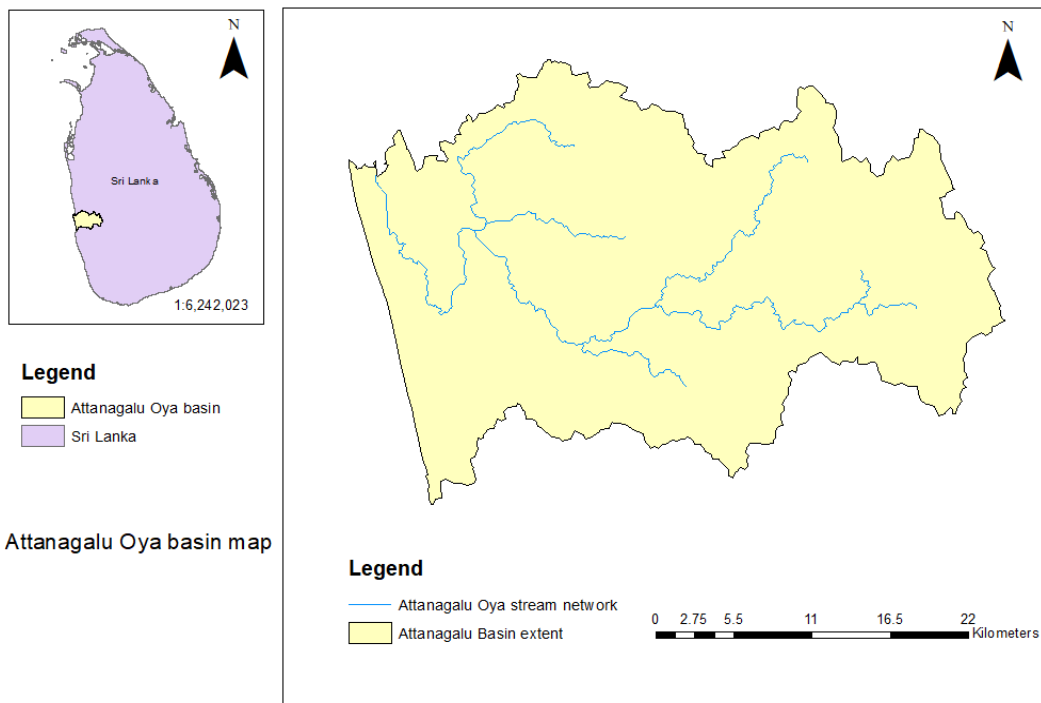 N
Sri Lanka
1:6,242,023
Legend
Attanagalu Oya basin
Sri Lanka
Attanagalu Oya basin map
N
Legend
Attanagalu Oya stream network
Attanagalu Basin extent
0 2.75 5.5 11 16.5 22
Kilometers